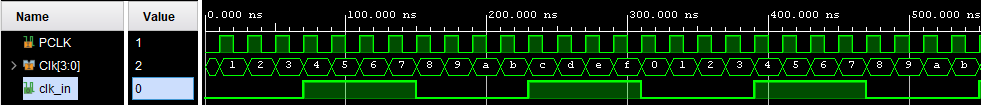 Name Value 0.000 ns 100.000 ns 200.000 ns 300.000 ns 400.000 ns 500.000 ns
PCLK 1
Clk[3:0] 2 1 2 3 4 5 6 7 8 9 a b c d e f 0 1 2 3 4 5 6 7 8 9 a b
clk_in 0